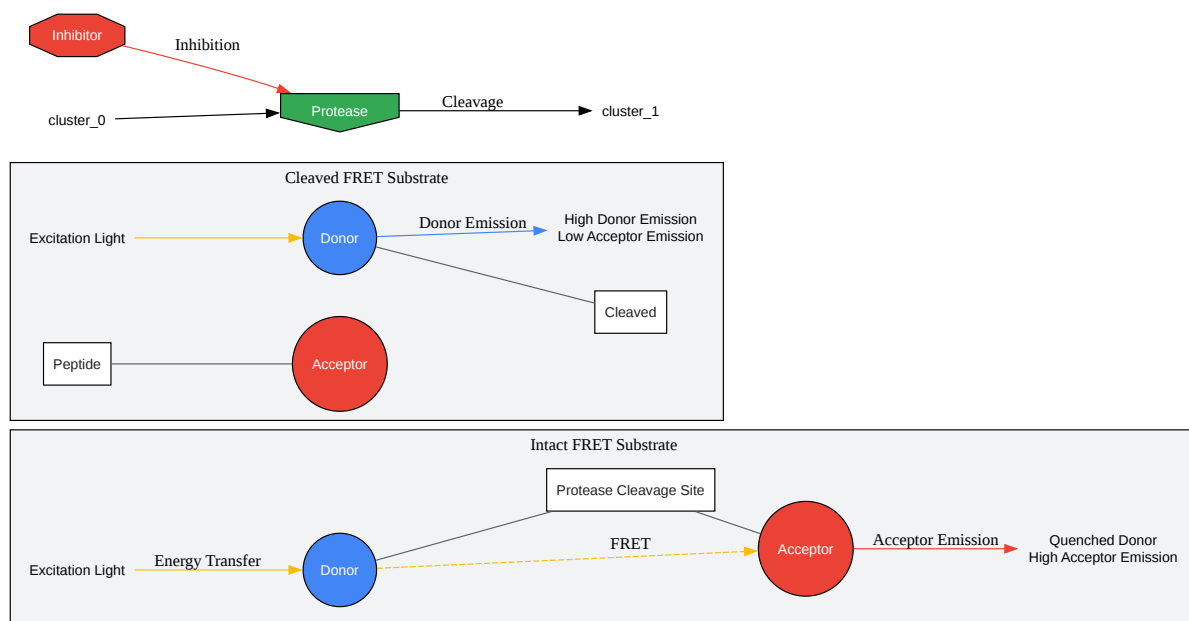 Inhibitor
Inhibition
cluster_0
Protease
Cleavage
cluster_1
Cleaved FRET Substrate
Excitation Light
Donor
Donor Emission
High Donor Emission
Low Acceptor Emission
Cleaved
Peptide
Acceptor
Intact FRET Substrate
Protease Cleavage Site
Excitation Light
Energy Transfer
Donor
FRET
Acceptor
Acceptor Emission
Quenched Donor
High Acceptor Emission